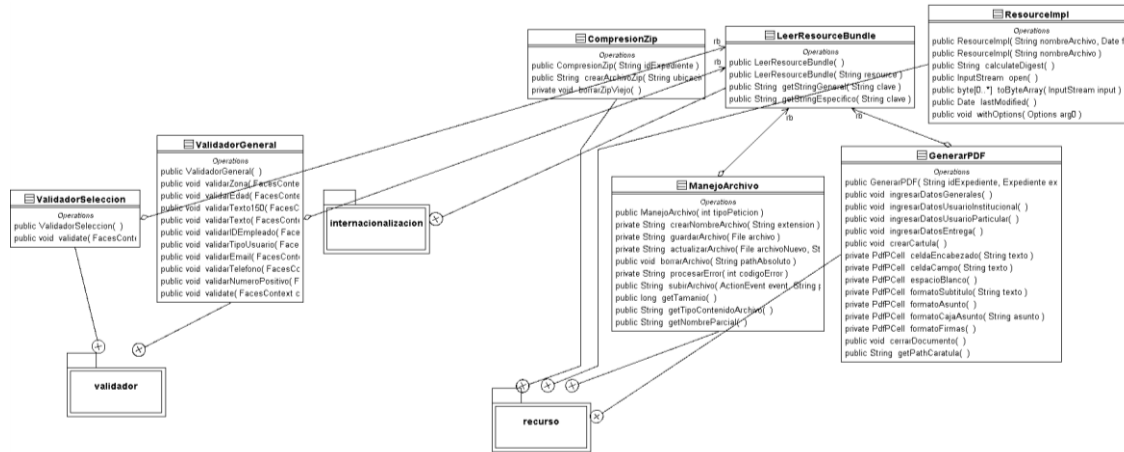 CompresionZip
Operations
public CompresionZip( String idExpediente )
public String crearArchivoZip( String ubicaci
private void borrarZipViejo( )
LeerResourceBundle
Operations
public LeerResourceBundle( )
public LeerResourceBundle( String resource )
public String getStringGeneral( String clave )
public String getStringEspecifico( String clave )
ResourceImpl
Operations
public ResourceImpl( String nombreArchivo, Date f
public ResourceImpl( String nombreArchivo )
public String calculateDigest( )
public InputStream open( )
public byte[0..*] toByteArray( InputStream input )
public Date lastModified( )
public void withOptions( Options arg0 )
rb
rb
rb
rb
ValidadorGeneral
Operations
public ValidadorGeneral( )
public void validarZona( FacesConte
public void validarEdad( FacesConte
public void validarTexto150( FacesC
public void validarTexto( FacesConte
public void validarIDEmpleado( Face
public void validarTipoUsuario( Face
public void validarEmail( FacesConte
public void validarTelefono( FacesCo
public void validarNumeroPositivo( F
public void validate( FacesContext c
ValidadorSeleccion
Operations
public ValidadorSeleccion( )
public void validate( FacesConte
internacionalizacion
ManejoArchivo
Operations
public ManejoArchivo( int tipoPeticion )
private String crearNombreArchivo( String extension )
private String guardarArchivo( File archivo )
private String actualizarArchivo( File archivoNuevo, St
public void borrarArchivo( String pathAbsoluto )
private String procesarError( int codigoError )
public String subirArchivo( ActionEvent event, String p
public long getTamanio( )
public String getTipoContenidoArchivo( )
public String getNombreParcial( )
GenerarPDF
Operations
public GenerarPDF( String idExpediente, Expediente ex
public void ingresarDatosGenerales( )
public void ingresarDatosUsuarioInstitucional( )
public void ingresarDatosUsuarioParticular( )
public void ingresarDatosEntrega( )
public void crearCartula( )
private PdfPCell celdaEncabezado( String texto )
private PdfPCell celdaCampo( String texto )
private PdfPCell espacioBlanco( )
private PdfPCell formatoSubtitulo( String texto )
private PdfPCell formatoAsunto( )
private PdfPCell formatoCajaAsunto( String asunto )
private PdfPCell formatoFirmas( )
public void cerrarDocumento( )
public String getPathCaratula( )
validador
recurso